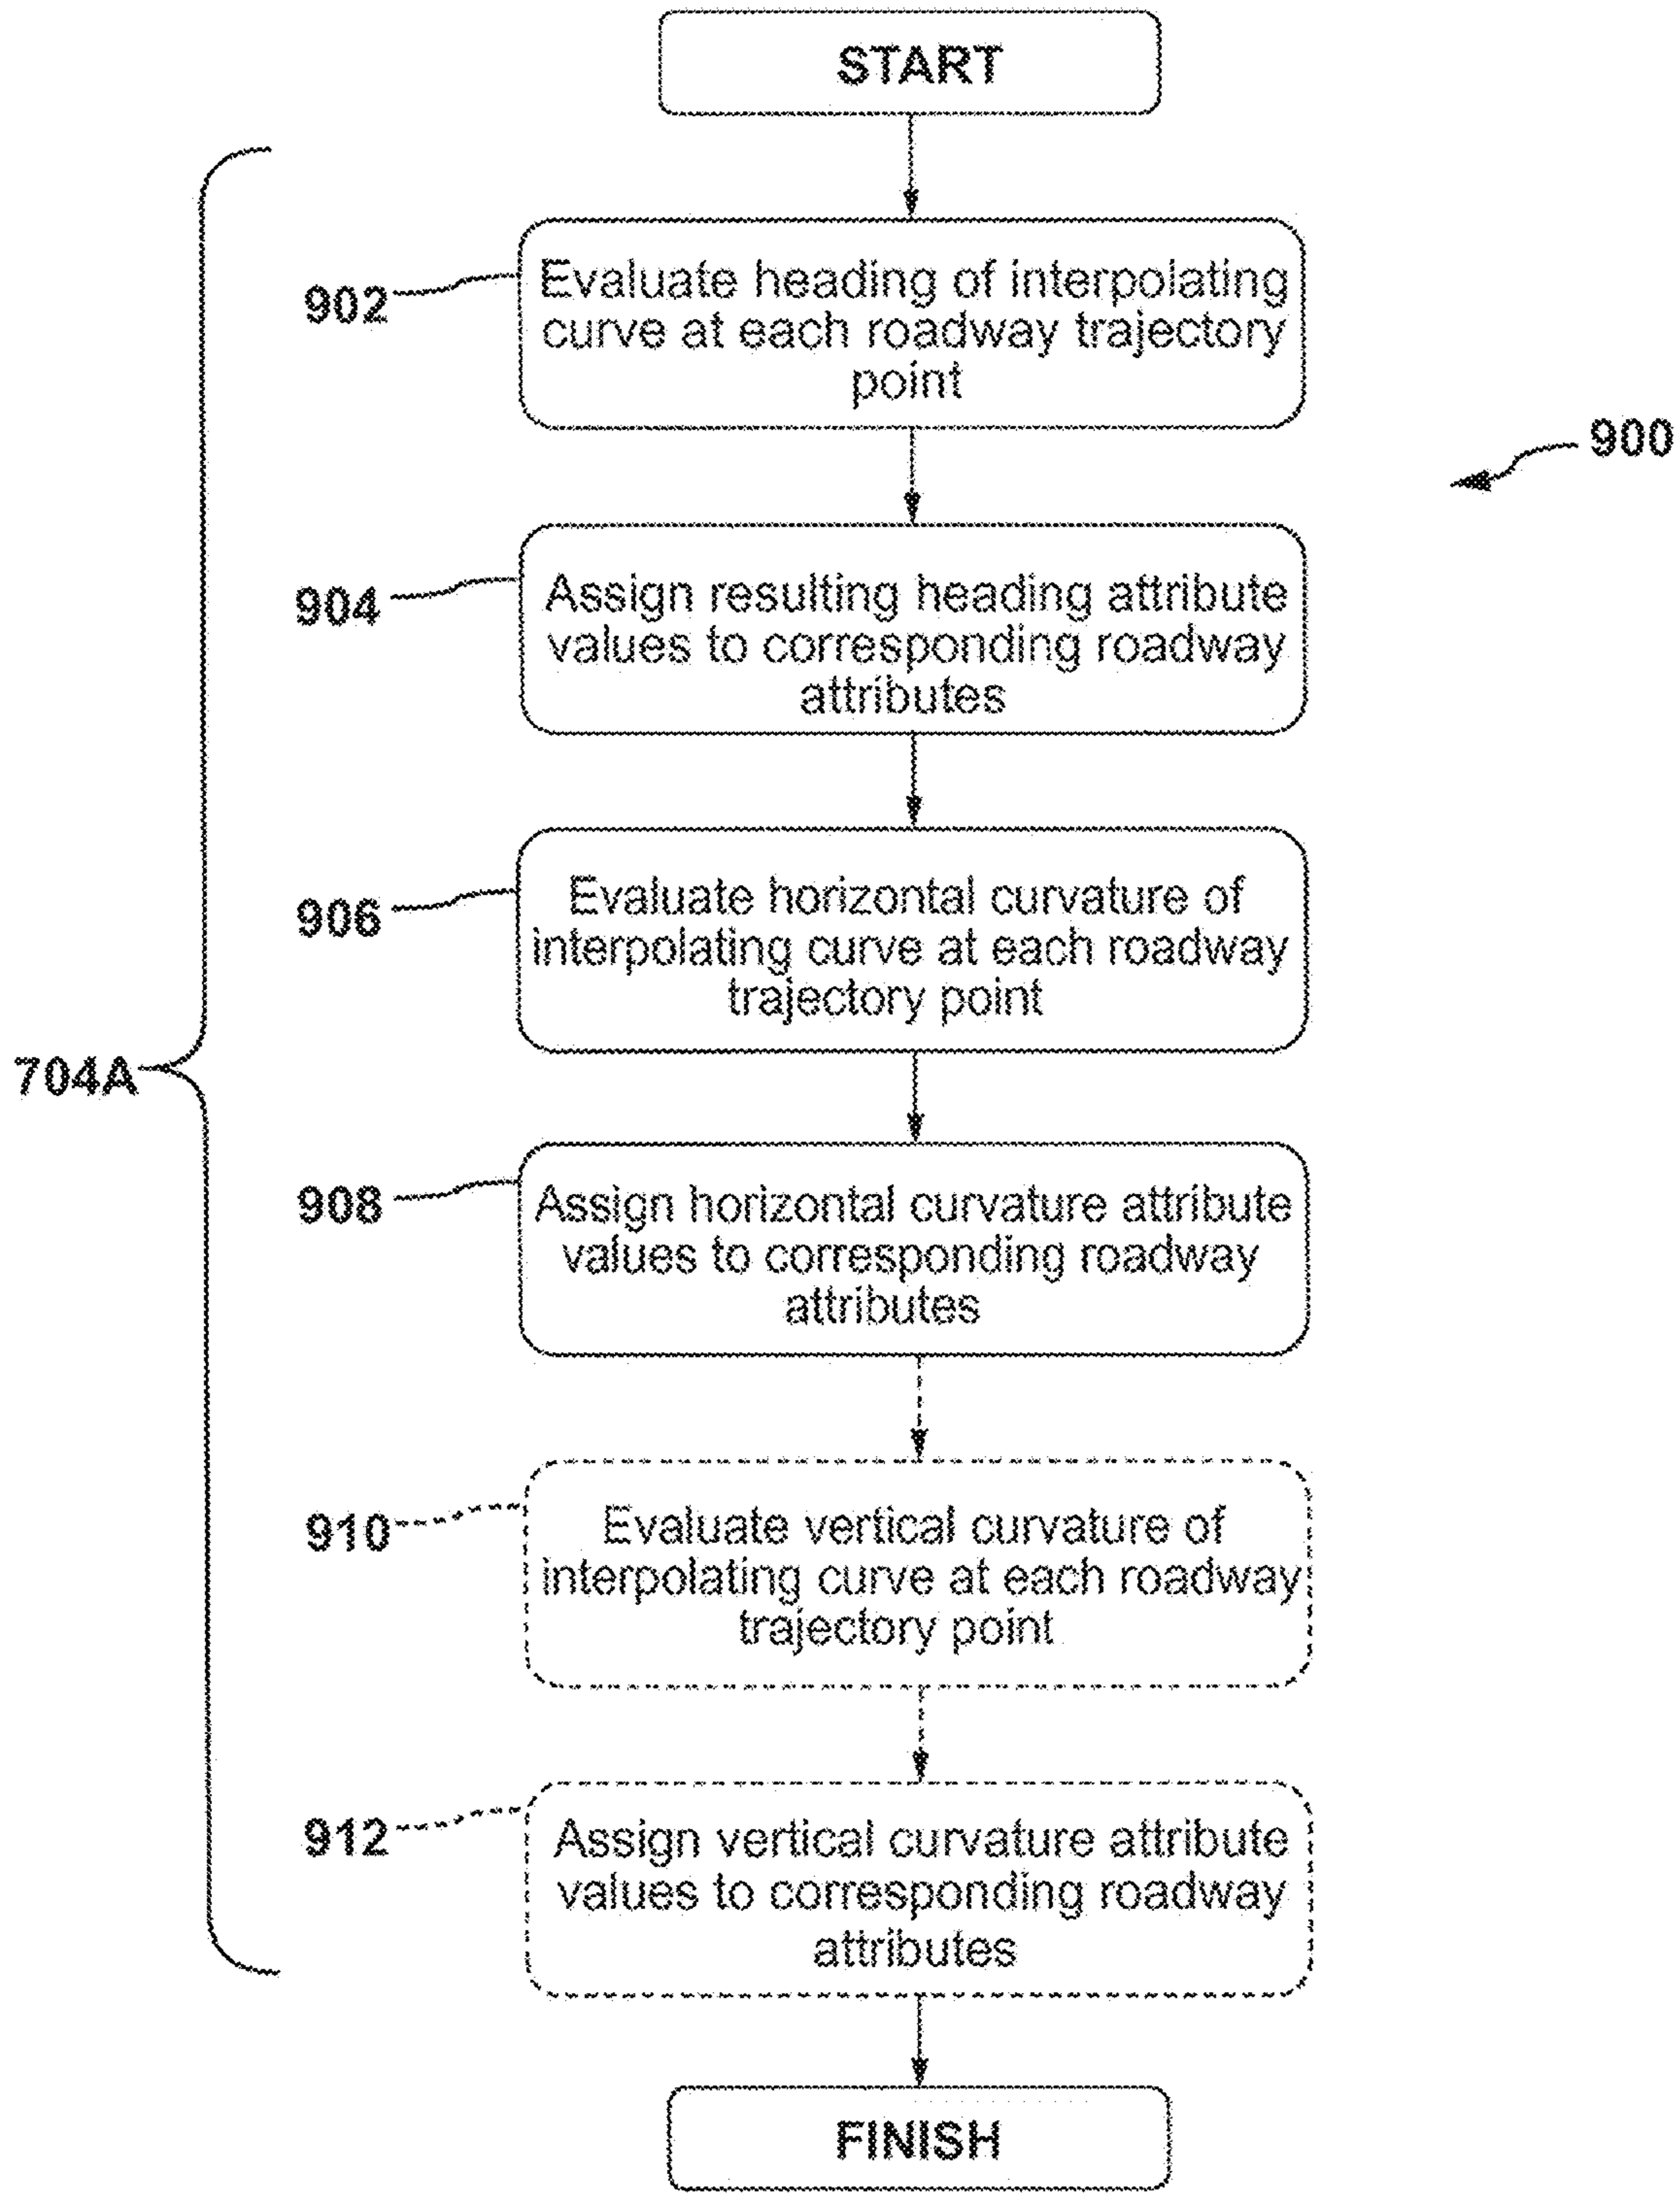 START
902
Evaluate heading of interpolating
curve at each roadway trajectory
point
900
904
Assign resulting heading attribute
values to corresponding roadway
attributes
906
Evaluate horizontal curvature of
interpolating curve at each roadway
trajectory point
704A
908
Assign horizontal curvature attribute
values to corresponding roadway
attributes
910
Evaluate vertical curvature of
interpolating curve at each roadway
trajectory point
912
Assign vertical curvature attribute
values to corresponding roadway
attributes
FINISH